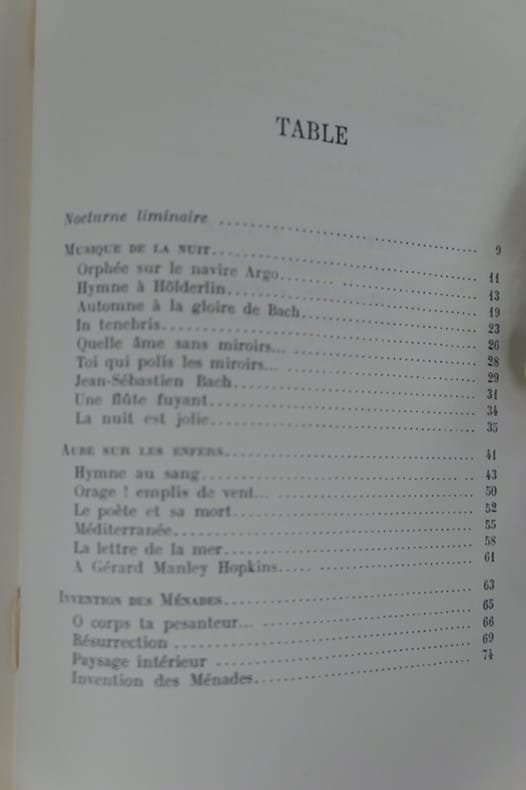 TABLE
Nocturne liminaire .......... 9
MUSIQUE DE LA NUIT.......... 11
Orphée sur le navire Argo.......... 13
Hymne à Hölderlin.......... 19
Automne à la gloire de Bach.......... 23
In tenebris.......... 26
Quelle âme sans miroirs... .......... 28
Toi qui polis les miroirs... .......... 29
Jean-Sébastien Bach.......... 31
Une flûte fuyant.......... 34
La nuit est jolie.......... 35
AUBE SUR LES ENFERS.......... 41
Hymne au sang.......... 43
Orage ! emplis de vent... .......... 50
Le poète et sa mort.......... 52
Méditerranée.......... 55
La lettre de la mer.......... 58
A Gérard Manley Hopkins.......... 61
INVENTION DES MÉNADES.......... 63
O corps ta pesanteur... .......... 65
Résurrection .......... 66
Paysage intérieur .......... 69
Invention des Ménades.......... 74